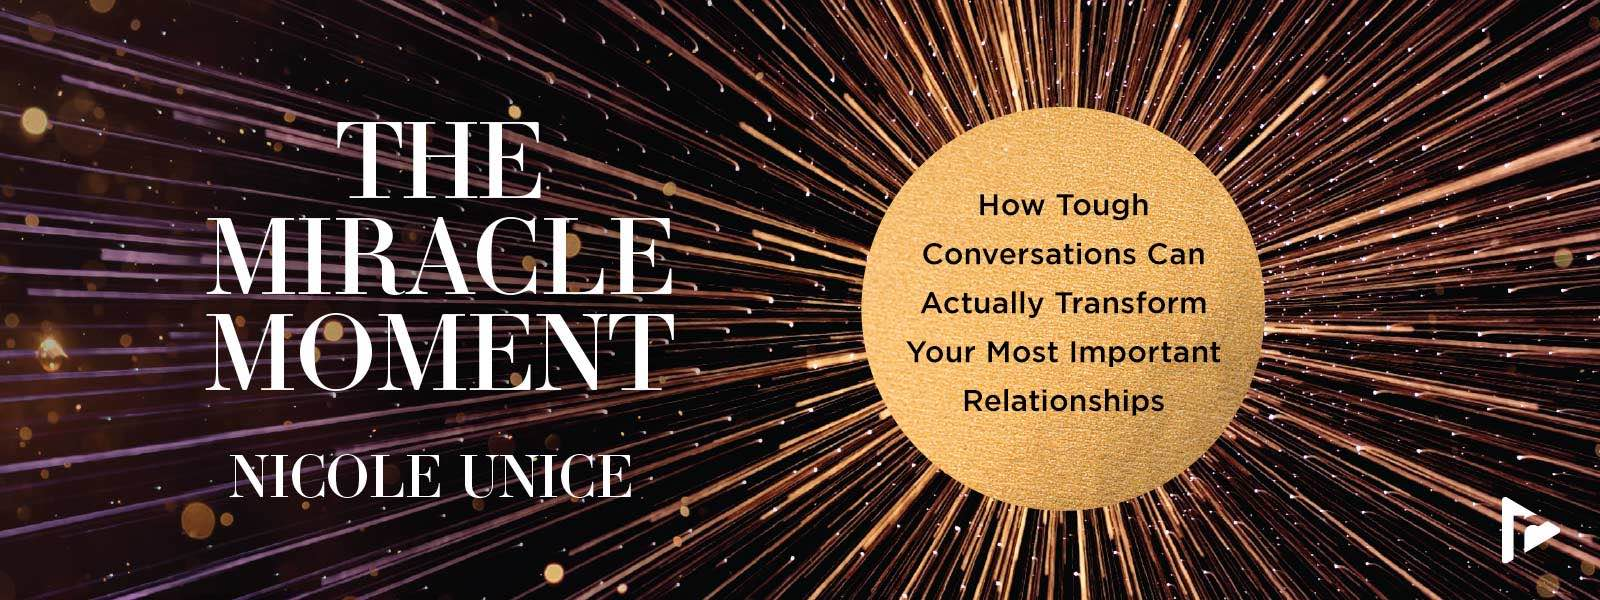 THE
MIRACLE
MOMENT
NICOLE UNICE
How Tough
Conversations Can
Actually Transform
Your Most Important
Relationships